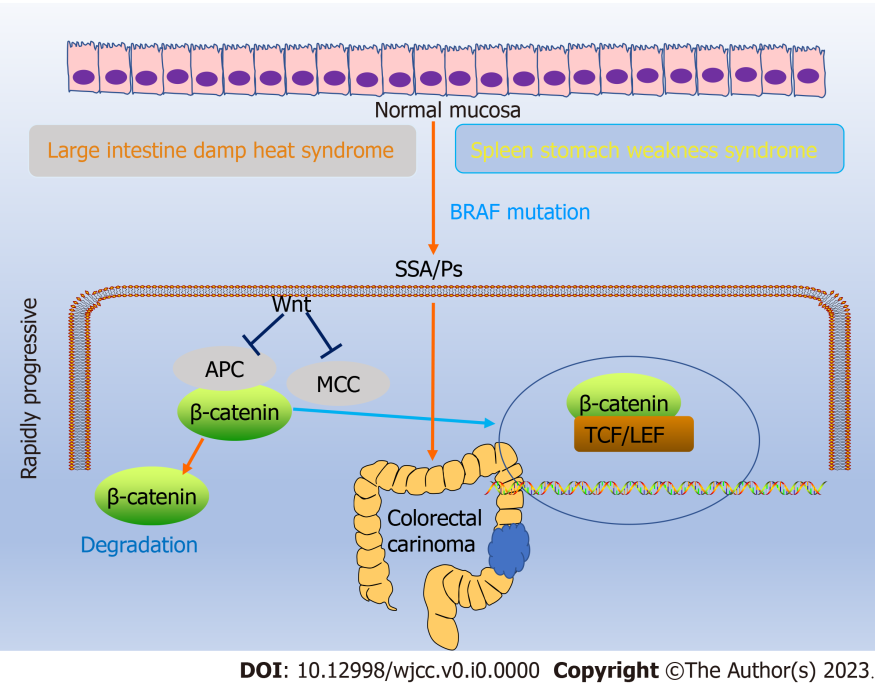 Normal mucosa
Large intestine damp heat syndrome
Spleen stomach weakness syndrome
BRAF mutation
SSA/Ps
Rapidly progressive
Wnt
APC
MCC
β-catenin
β-catenin
TCF/LEF
β-catenin
Degradation
Colorectal
carinoma
DOI: 10.12998/wjcc.v0.i0.0000 Copyright ©The Author(s) 2023.